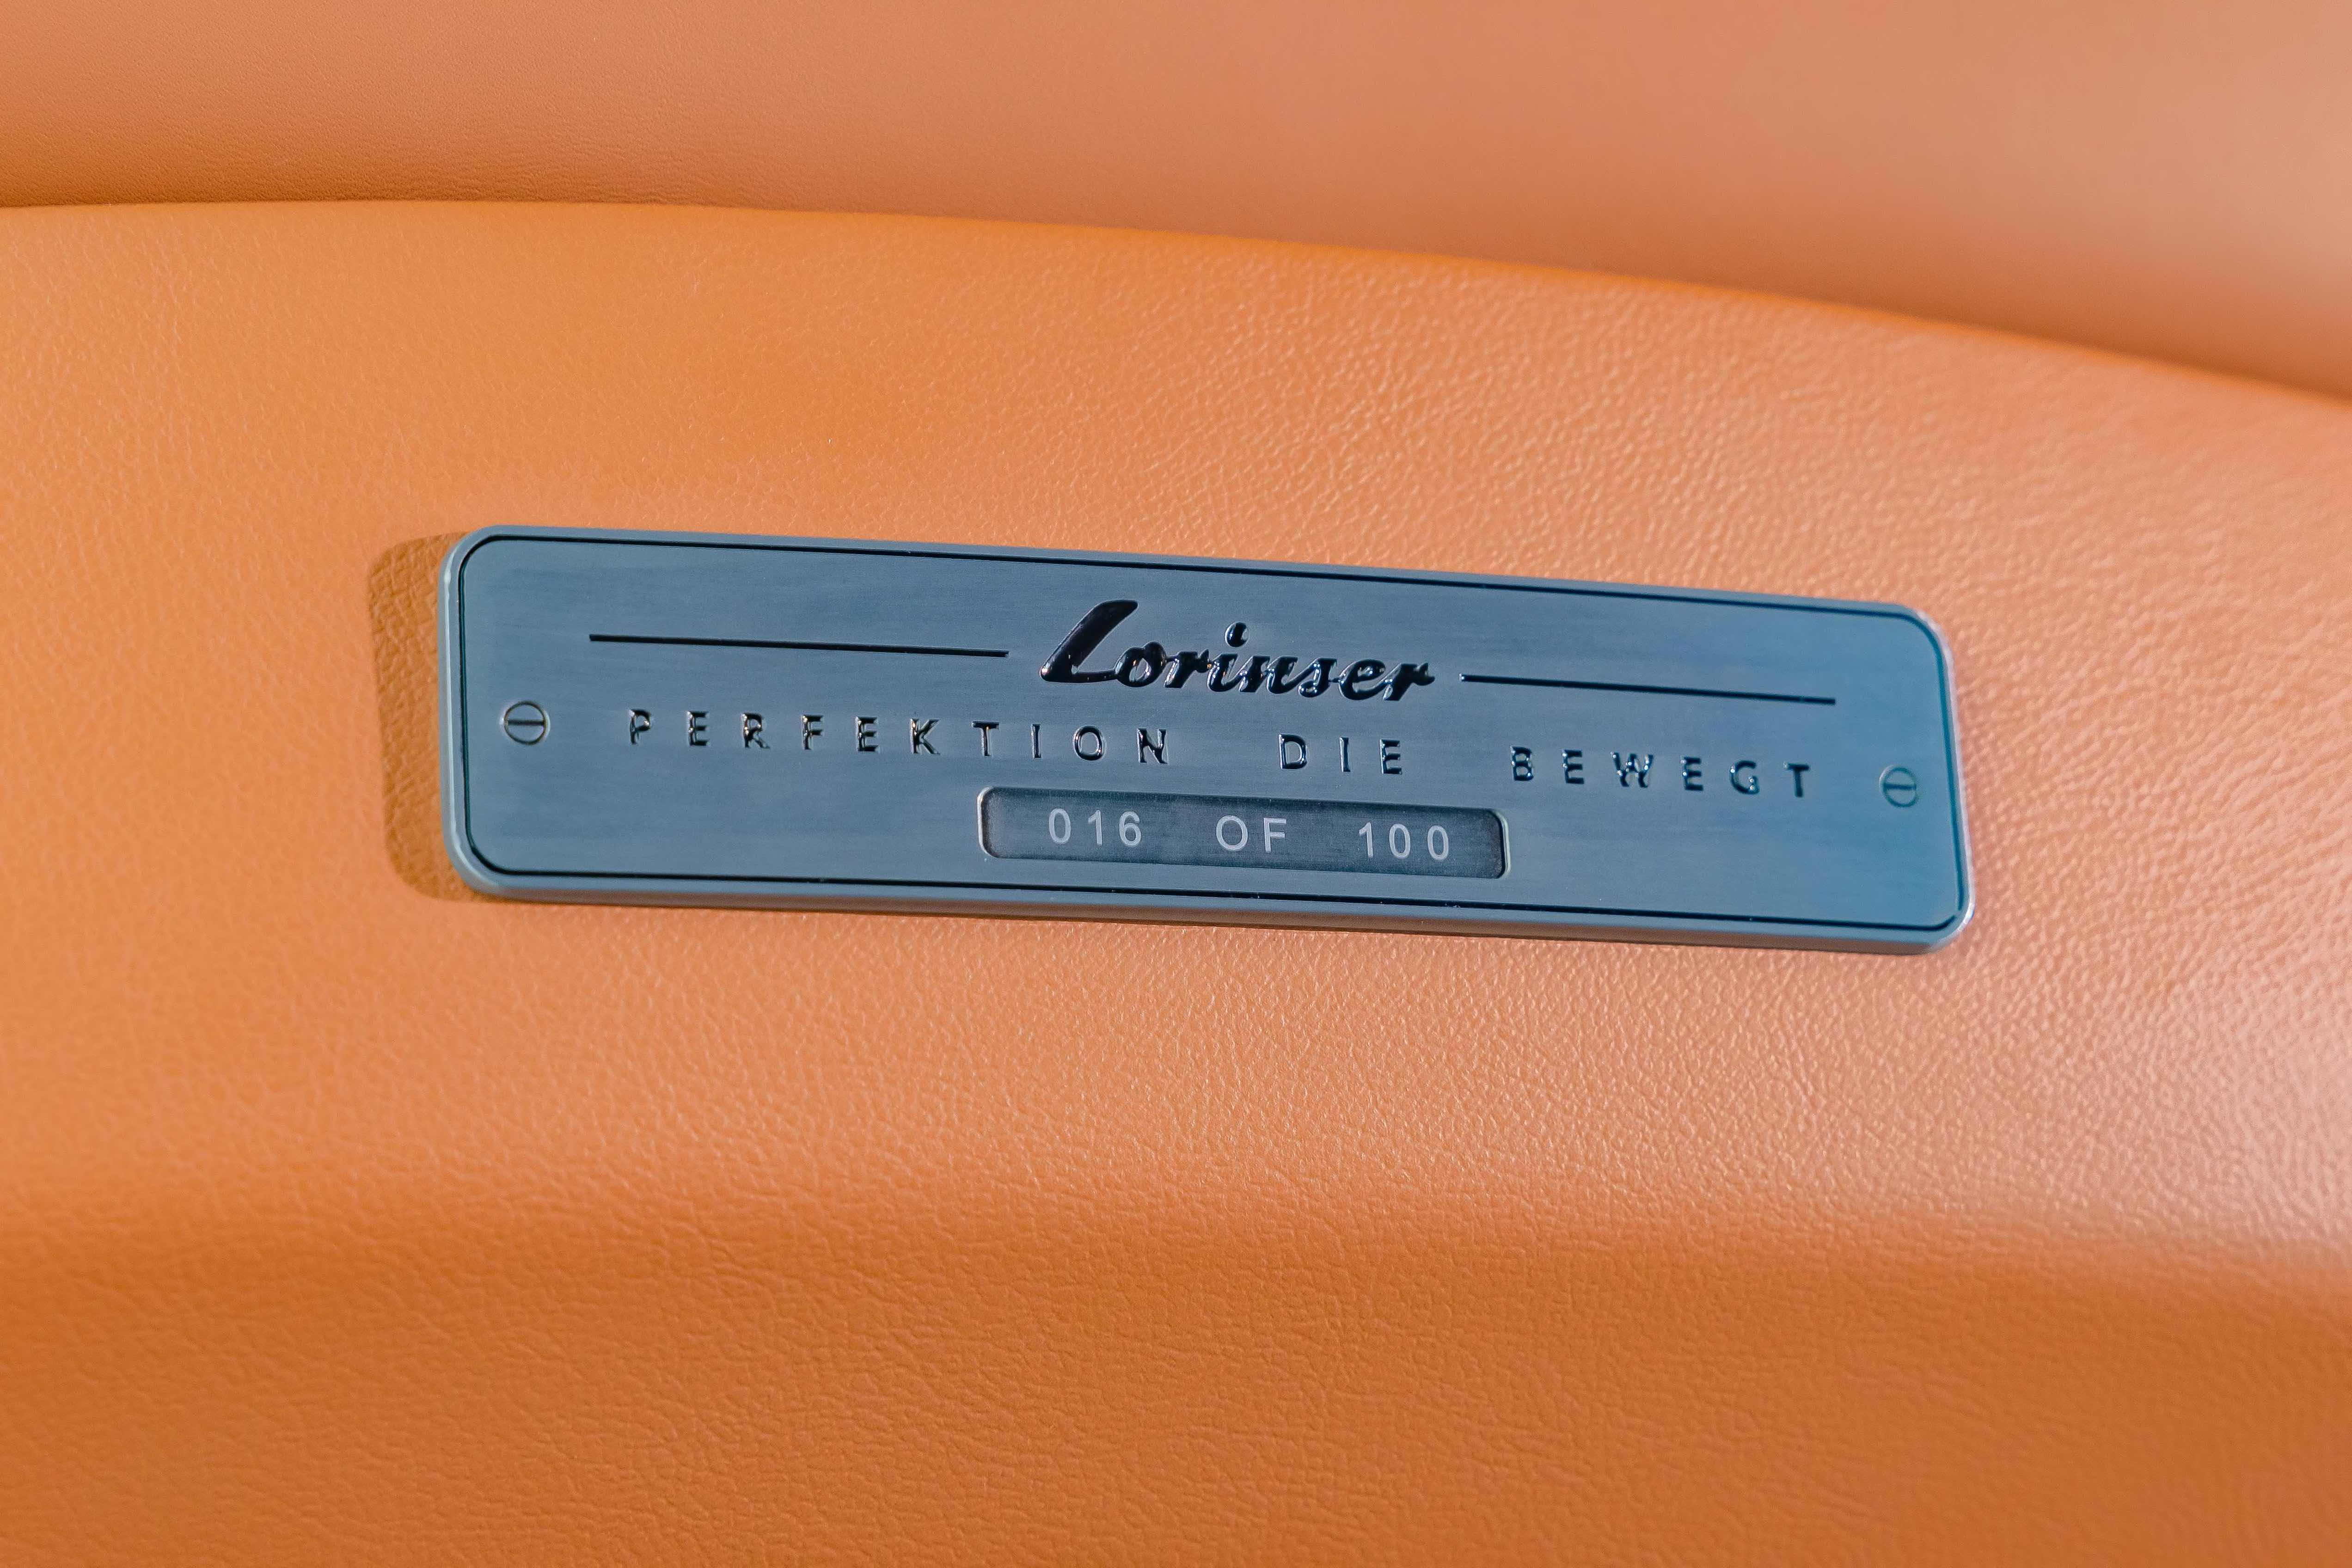 Lorinser
PERFEKTION DIE BEWEGT
016 OF 100